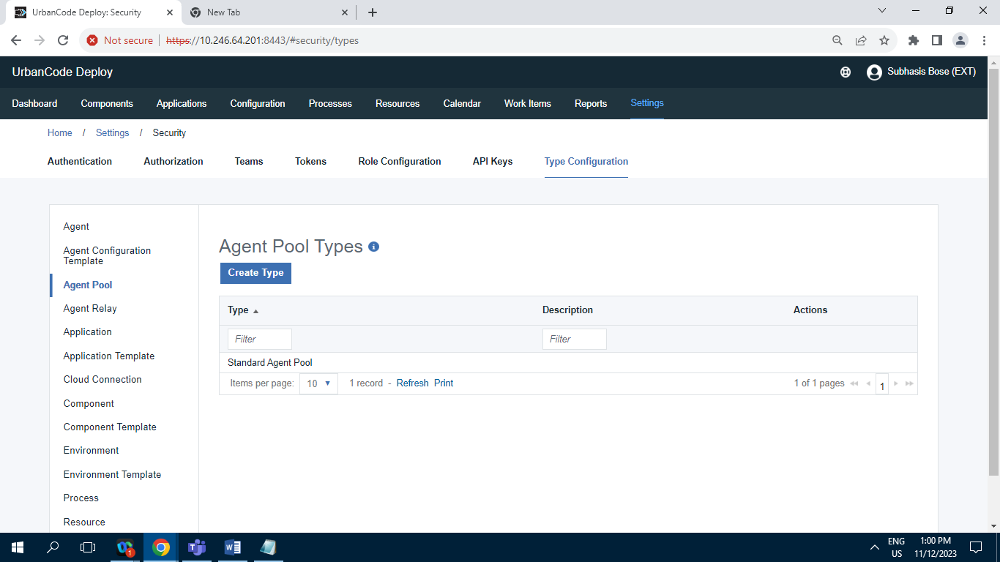 UrbanCode Deploy: Security
New Tab
Not secure
https://10.246.64.201:8443/#security/types
UrbanCode Deploy
Subhasis Bose (EXT)
Dashboard Components Applications Configuration Processes Resources Calendar Work Items Reports Settings
Home / Settings / Security
Authentication Authorization Teams Tokens Role Configuration API Keys Type Configuration
Agent
Agent Configuration
Template
Agent Pool
Agent Relay
Application
Application Template
Cloud Connection
Component
Component Template
Environment
Environment Template
Process
Resource
Agent Pool Types
Create Type
Type Description Actions
Filter Filter
Standard Agent Pool
Items per page: 10 1 record - Refresh Print 1 of 1 pages 1
1
ENG
US
1:00 PM
11/12/2023